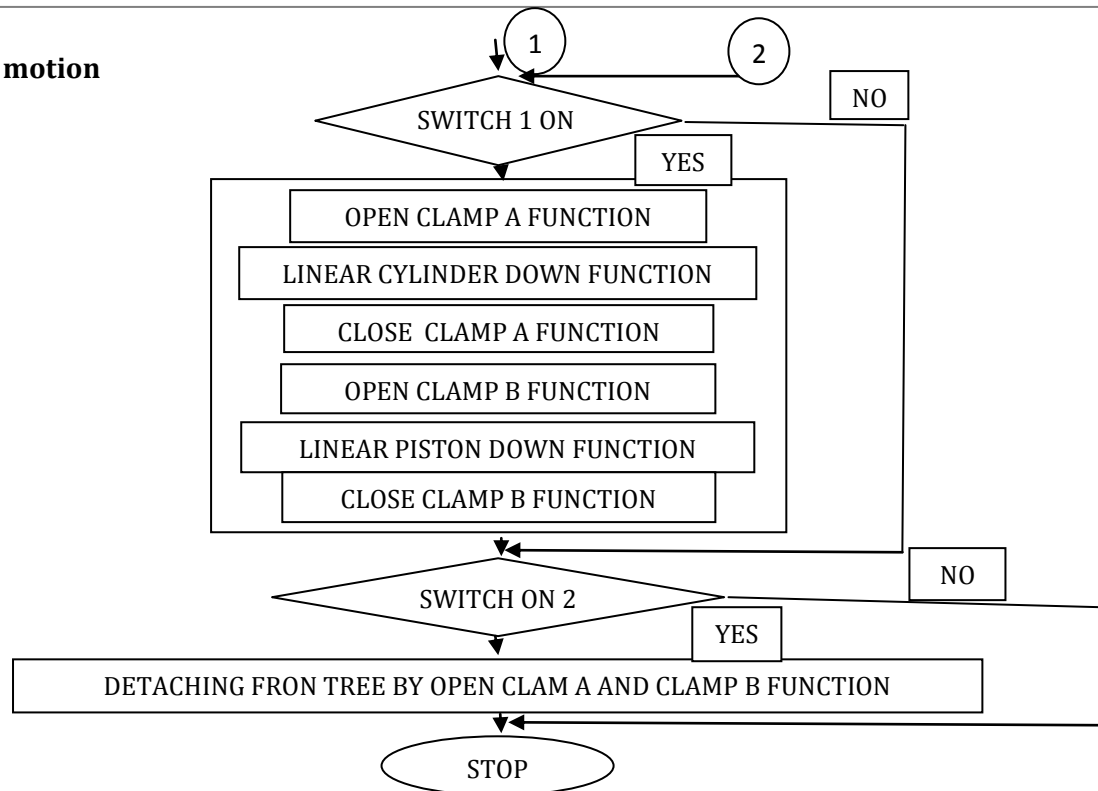 1
2
motion
NO
SWITCH 1 ON
YES
OPEN CLAMP A FUNCTION
LINEAR CYLINDER DOWN FUNCTION
CLOSE  CLAMP A FUNCTION
OPEN CLAMP B FUNCTION
LINEAR PISTON DOWN FUNCTION
CLOSE CLAMP B FUNCTION
NO
SWITCH ON 2
YES
DETACHING FRON TREE BY OPEN CLAM A AND CLAMP B FUNCTION
STOP